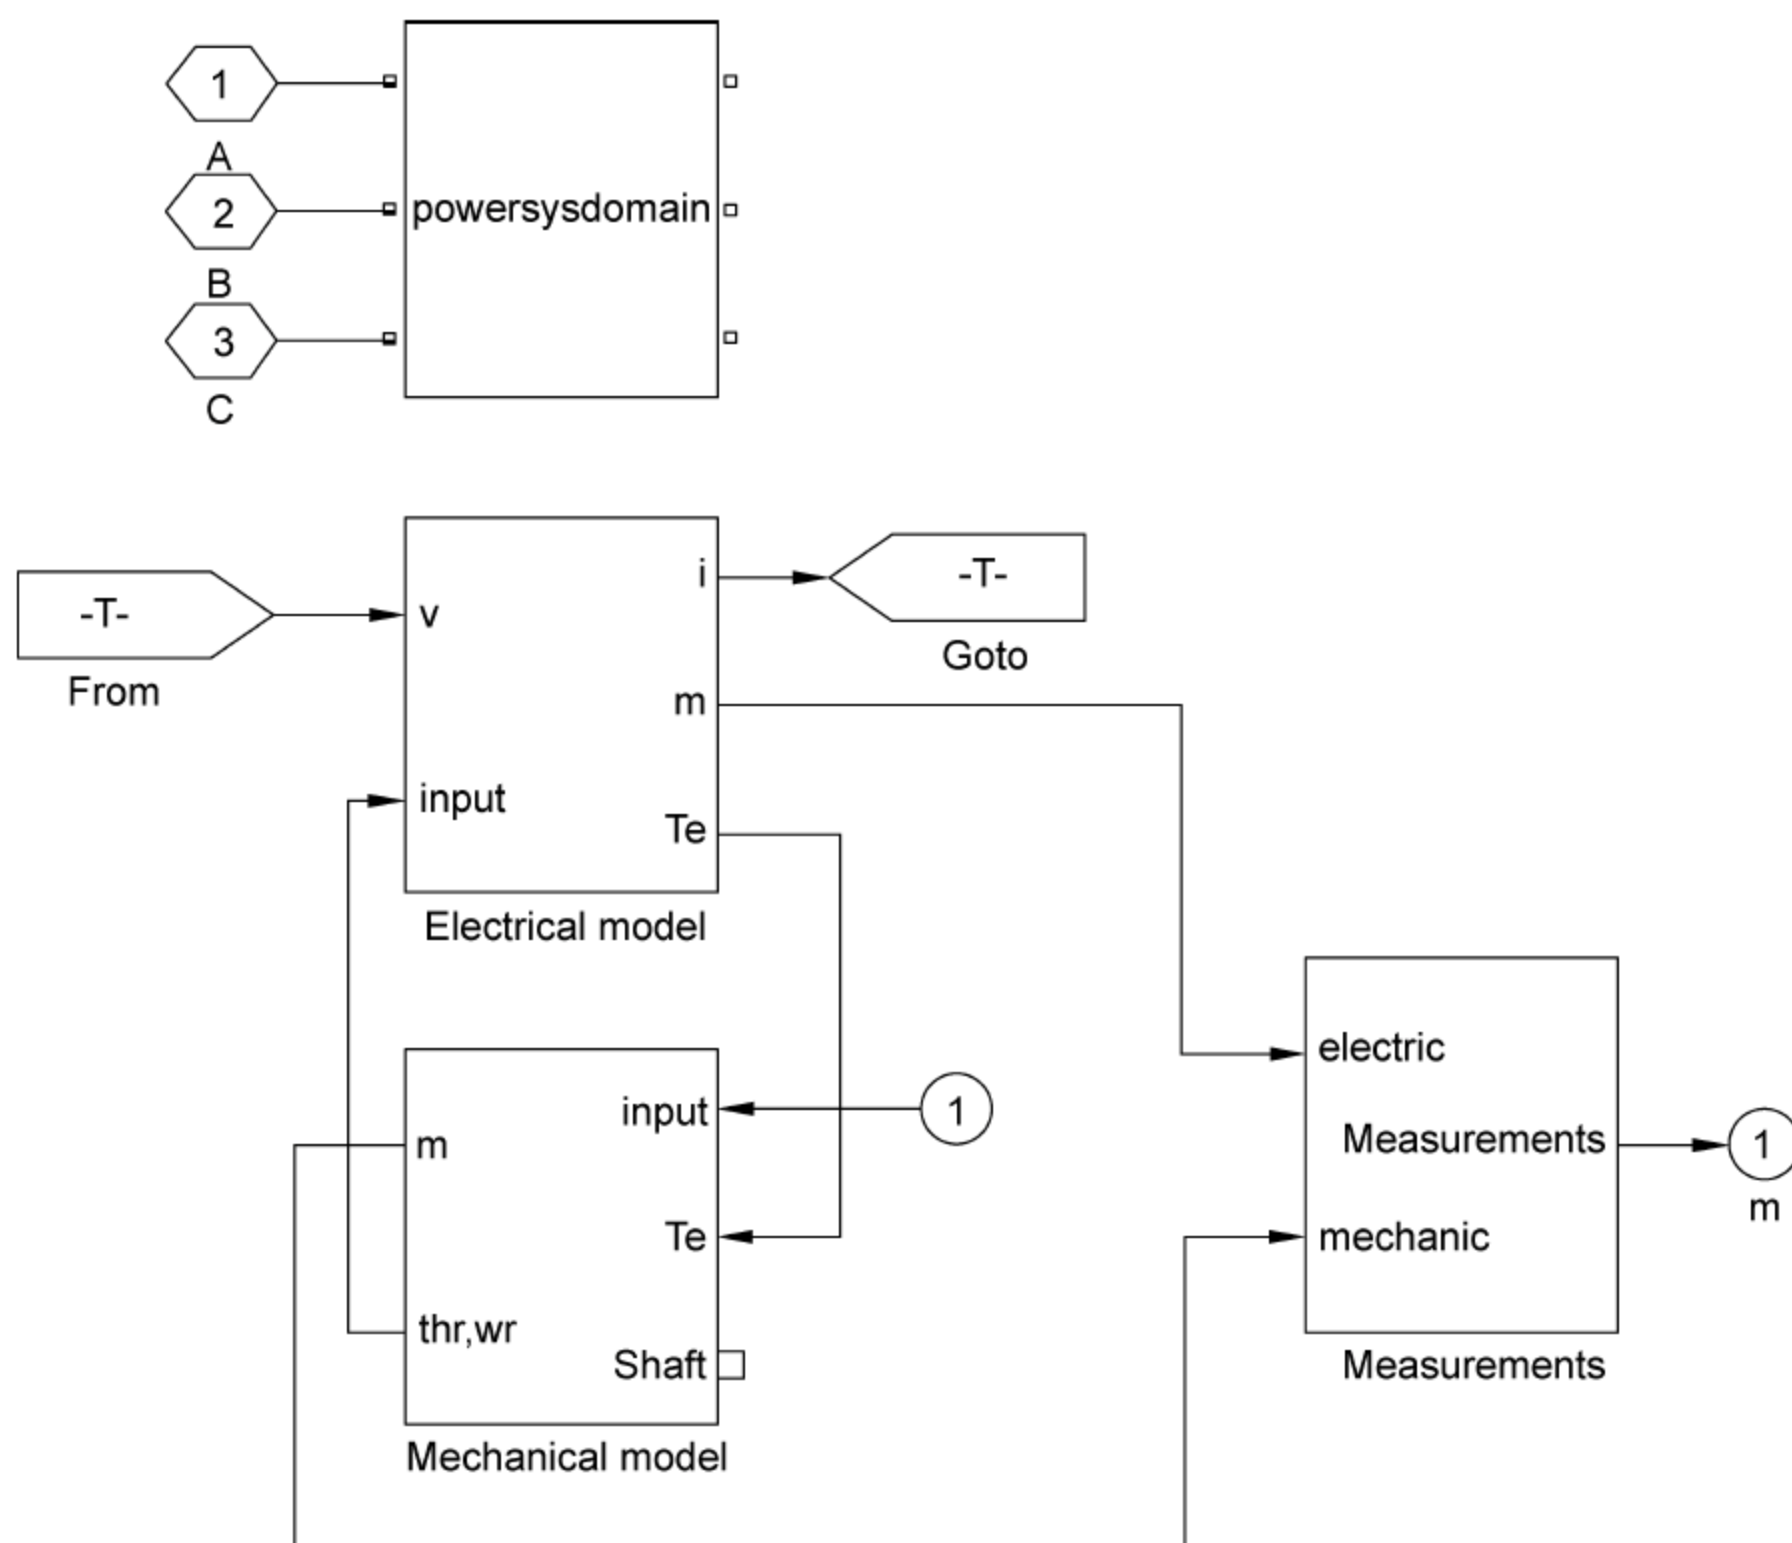 1
A
2
powersysdomain
B
3
C
-T-
From
v
input
i
m
Te
-T-
Goto
Electrical model
m
thr,wr
input
Te
Shaft
1
Mechanical model
electric
Measurements
mechanic
Measurements
1
m